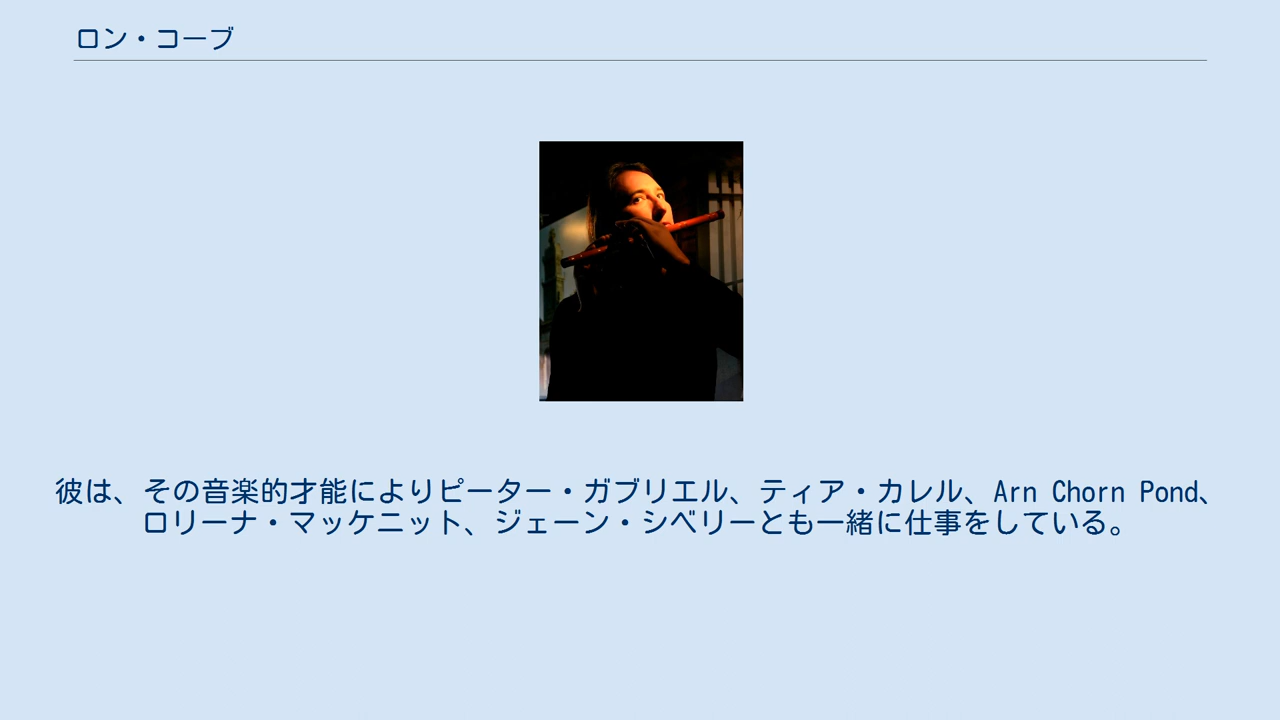 ロン・コーブ
彼は、その音楽的才能によりピーター・ガブリエル、ティア・カレル、Arn Chorn Pond、
ロリーナ・マッケニット、ジェーン・シベリーとも一緒に仕事をしている。